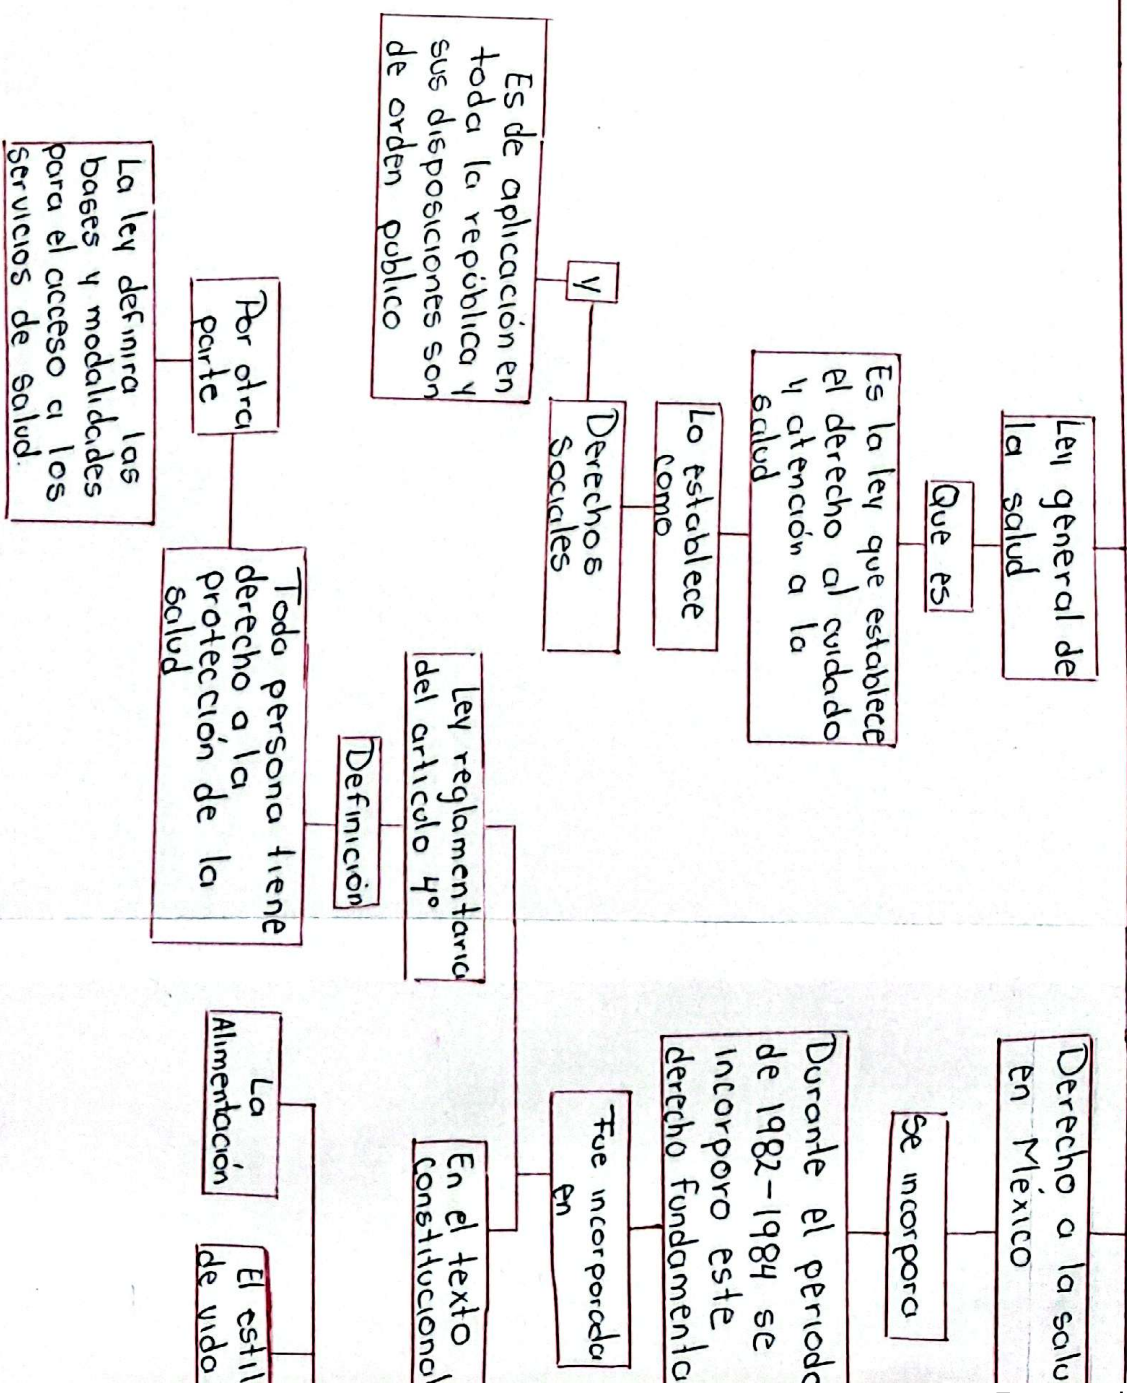 Ley general de
la salud
Que es
Es la ley que establece
el derecho al cuidado
y atención a la
salud
Lo establece
como
Derechos
Sociales
y
Es de aplicación en
toda la república y
sus disposiciones son
de orden publico
Derecho a la salu
en México
Se incorpora
Durante el periodo
de 1982-1984 se
incorporo este
derecho fundamenta
Fue incorporada
en
Ley reglamentaria
del articulo 4°
Definición
Toda persona tiene
derecho a la
protección de la
salud
Por otra
parte
La ley definira las
bases y modalidades
para el acceso a los
servicios de salud.
En el texto
constitucional
La
Alimentación
El estil
de vida